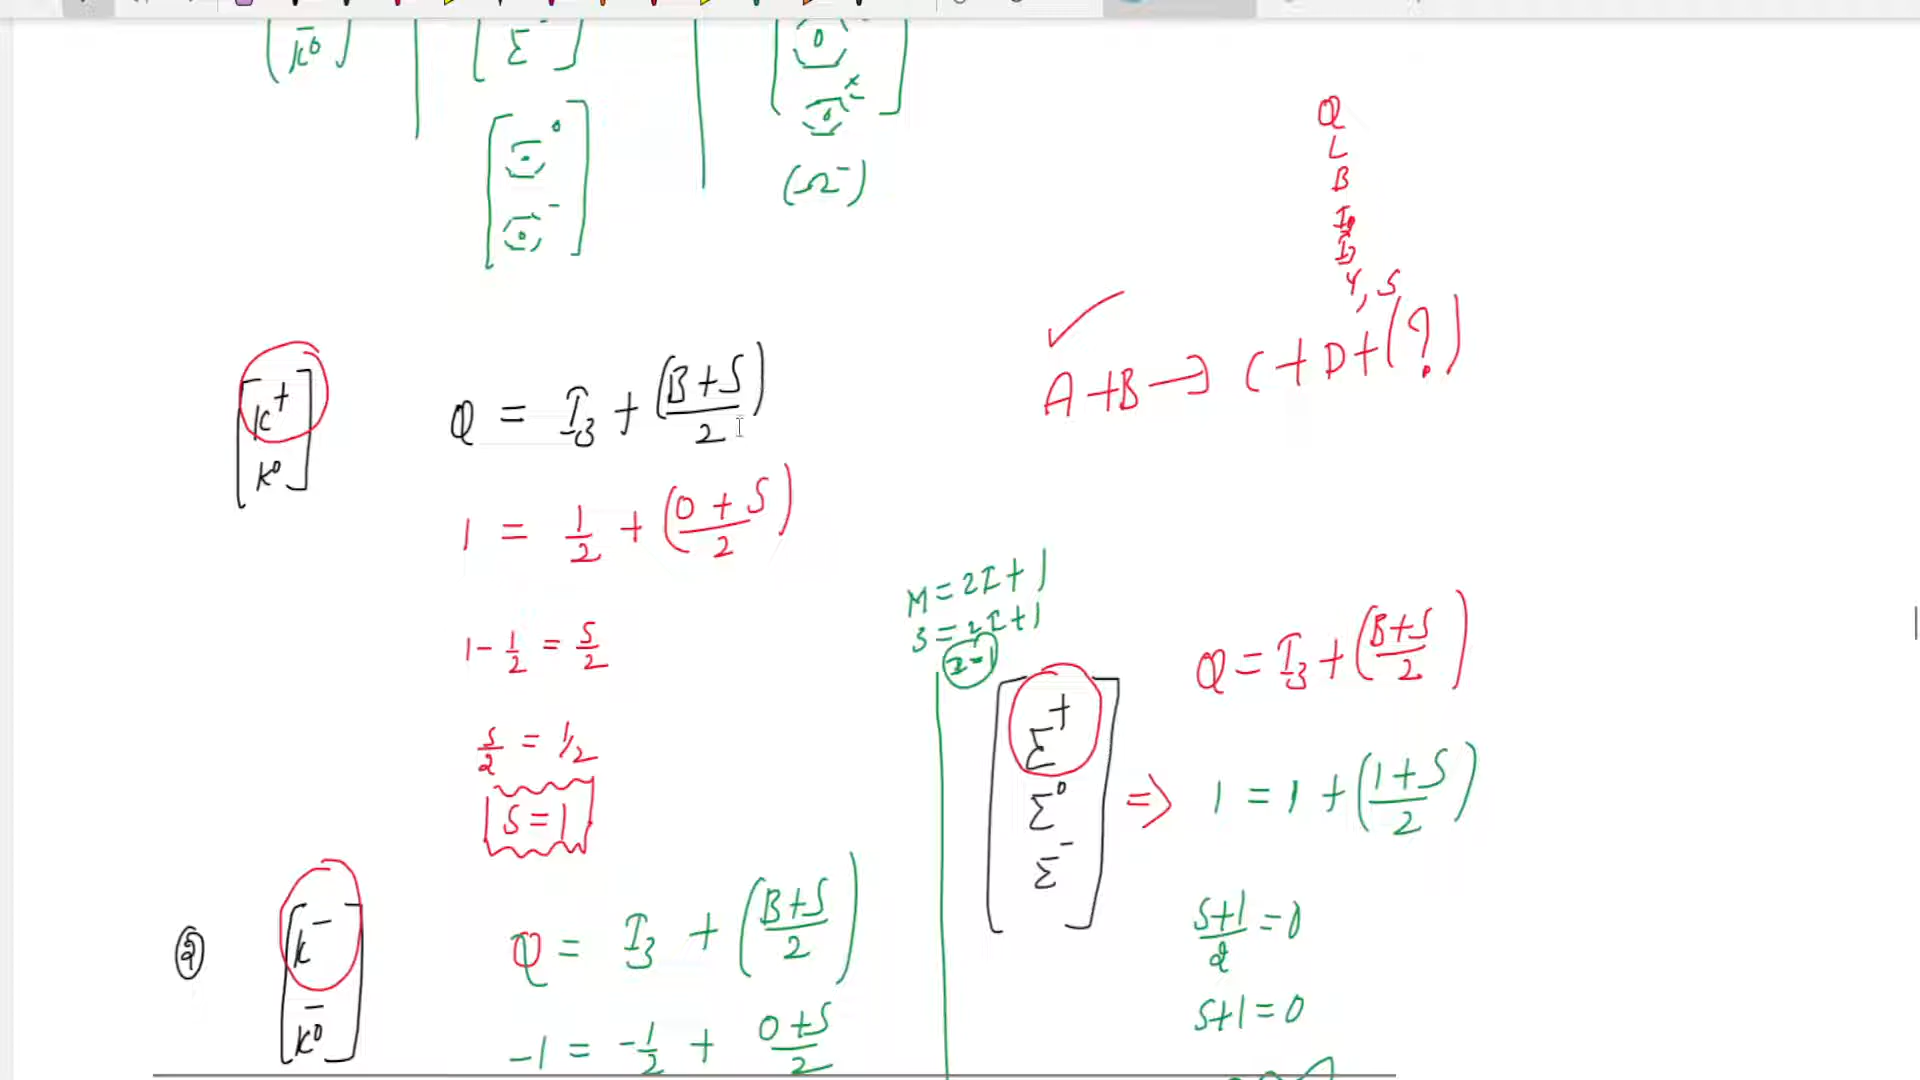 K̅⁰
Σ⁻
Ξ⁰
Ξ⁻
(Ω⁻)
Q
L
B
I
I₃
Y, S
A + B → C + D + (?)
K⁺
K⁰
Q = I₃ + (B+S)/2
1 = 1/2 + (0+S)/2
1 - 1/2 = S/2
S/2 = 1/2
S=1
M = 2I+1
3 = 2I+1
I=1
Σ⁺
Σ⁰
Σ⁻
Q = I₃ + (B+S)/2
⇒ 1 = 1 + (1+S)/2
S+1/2 = 0
S+1 = 0
②
K⁻
K̅⁰
Q = I₃ + (B+S)/2
-1 = -1/2 + 0+S/2